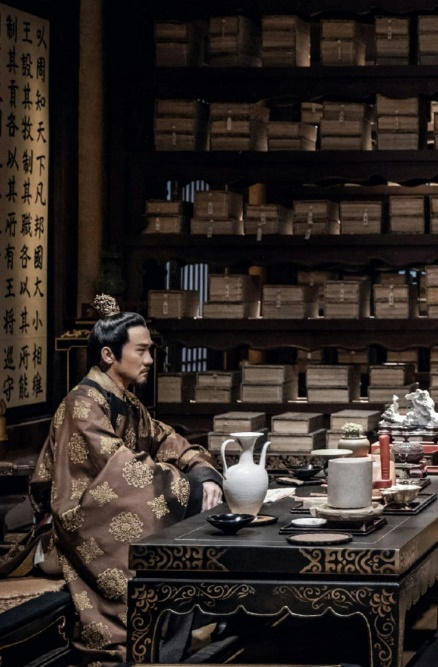 以周知天下凡邦國大小相維
王設其牧制其職各以其所能
制其貢各以其所有王將巡守